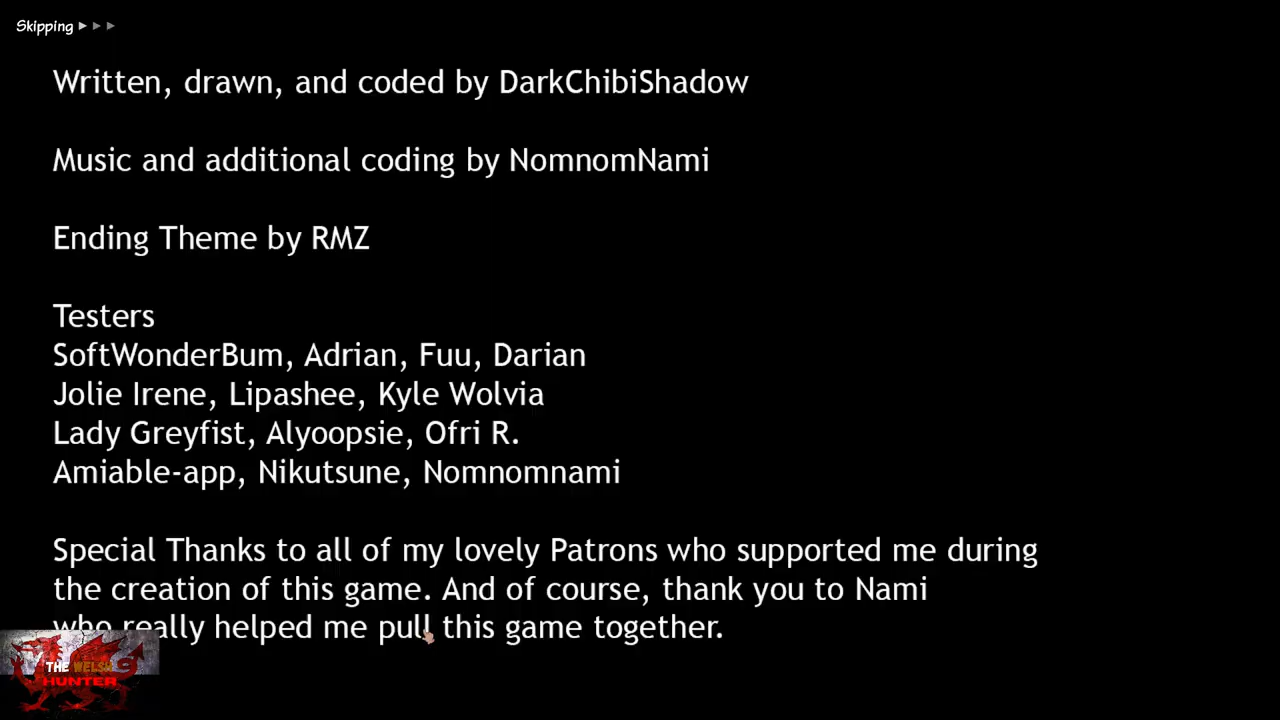 Skipping
Written, drawn, and coded by DarkChibiShadow
Music and additional coding by NomnomNami
Ending Theme by RMZ
Testers
SoftWonderBum, Adrian, Fuu, Darian
Jolie Irene, Lipashee, Kyle Wolvia
Lady Greyfist, Alyoopsie, Ofri R.
Amiable-app, Nikutsune, Nomnomnami
Special Thanks to all of my lovely Patrons who supported me during
the creation of this game. And of course, thank you to Nami
who really helped me pull this game together.
THE WELSH
HUNTER